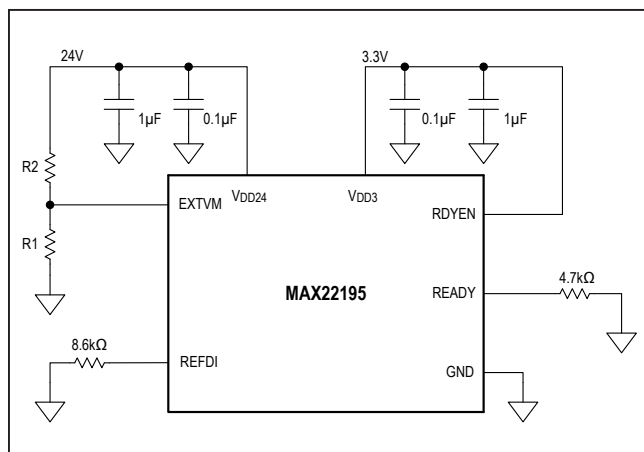 24V
3.3V
1µF
0.1µF
0.1µF
1µF
R2
EXTVM
VDD24
VDD3
RDYEN
R1
MAX22195
READY
4.7kΩ
8.6kΩ
REFDI
GND